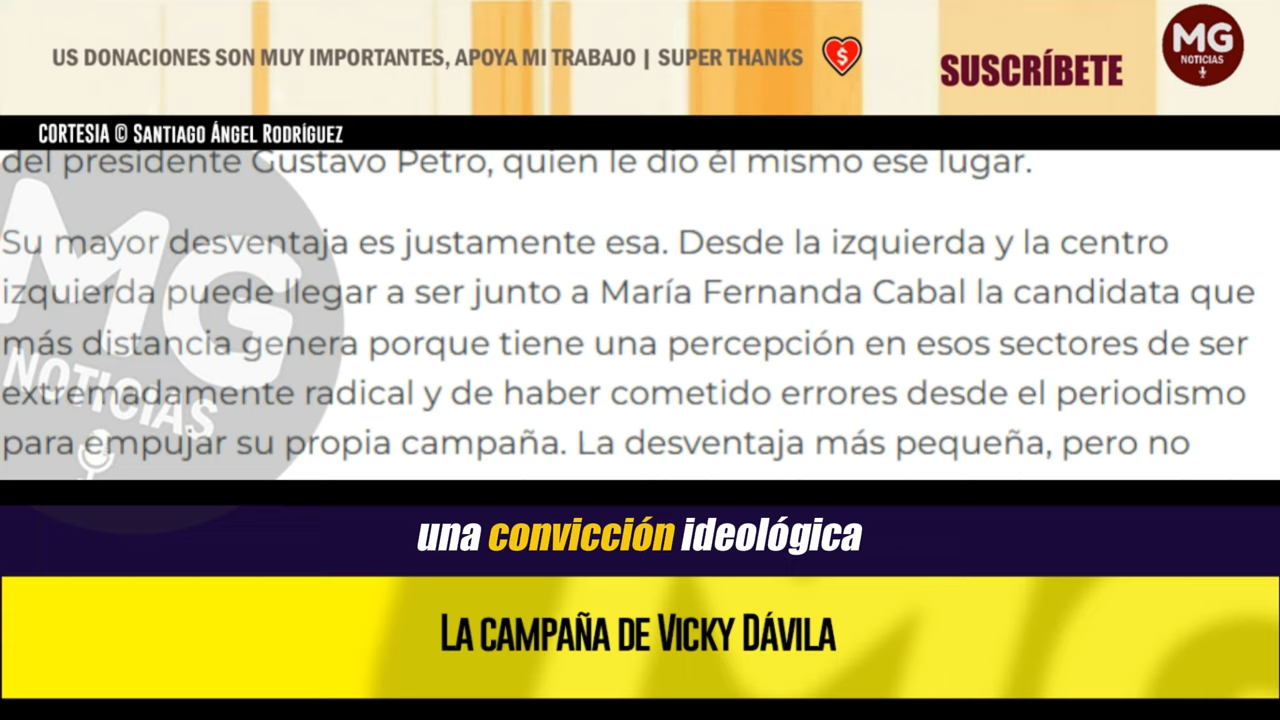 US DONACIONES SON MUY IMPORTANTES, APOYA MI TRABAJO | SUPER THANKS
$
SUSCRÍBETE
MG
NOTICIAS
CORTESIA © SANTIAGO ÁNGEL RODRÍGUEZ
del presidente Gustavo Petro, quien le dio él mismo ese lugar.
Su mayor desventaja es justamente esa. Desde la izquierda y la centro
izquierda puede llegar a ser junto a María Fernanda Cabal la candidata que
más distancia genera porque tiene una percepción en esos sectores de ser
extremadamente radical y de haber cometido errores desde el periodismo
para empujar su propia campaña. La desventaja más pequeña, pero no
MG
NOTICIAS
una convicción ideológica
LA CAMPAÑA DE VICKY DÁVILA